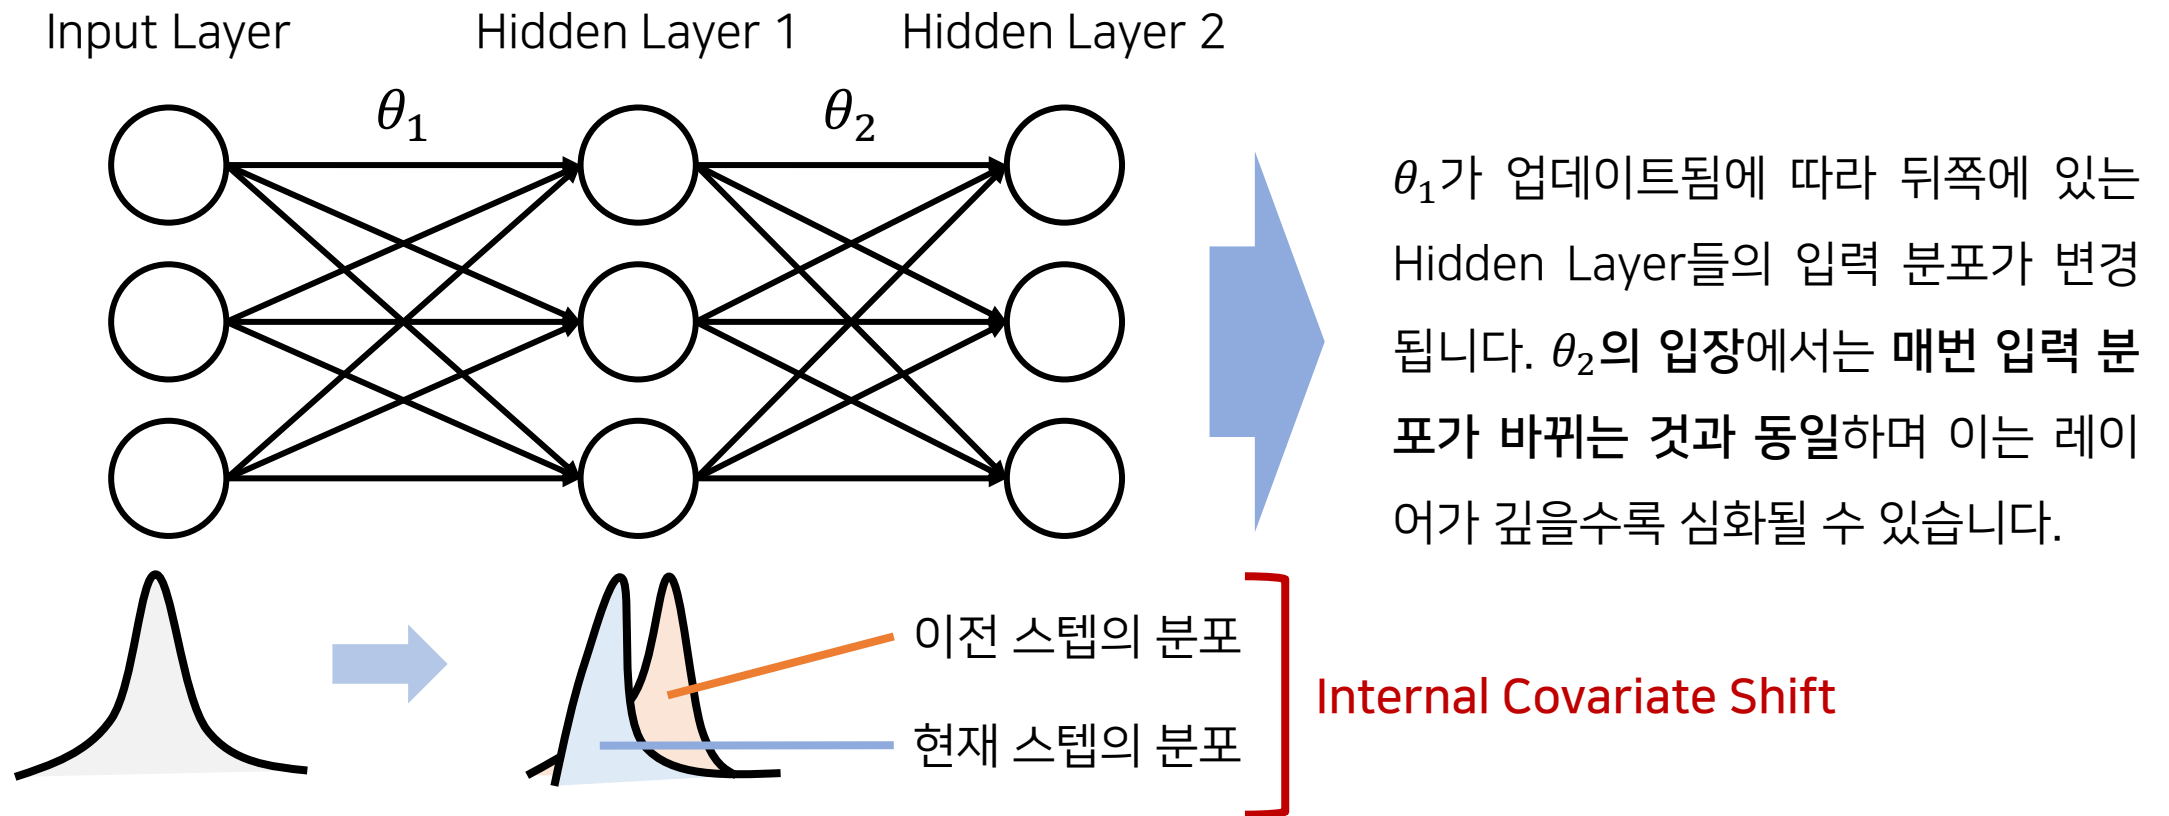 Input Layer
Hidden Layer 1
Hidden Layer 2
θ₁
θ₂
θ₁가 업데이트됨에 따라 뒤쪽에 있는
Hidden Layer들의 입력 분포가 변경
됩니다. θ₂의 입장에서는 매번 입력 분
포가 바뀌는 것과 동일하며 이는 레이
어가 깊을수록 심화될 수 있습니다.
이전 스텝의 분포
현재 스텝의 분포
Internal Covariate Shift